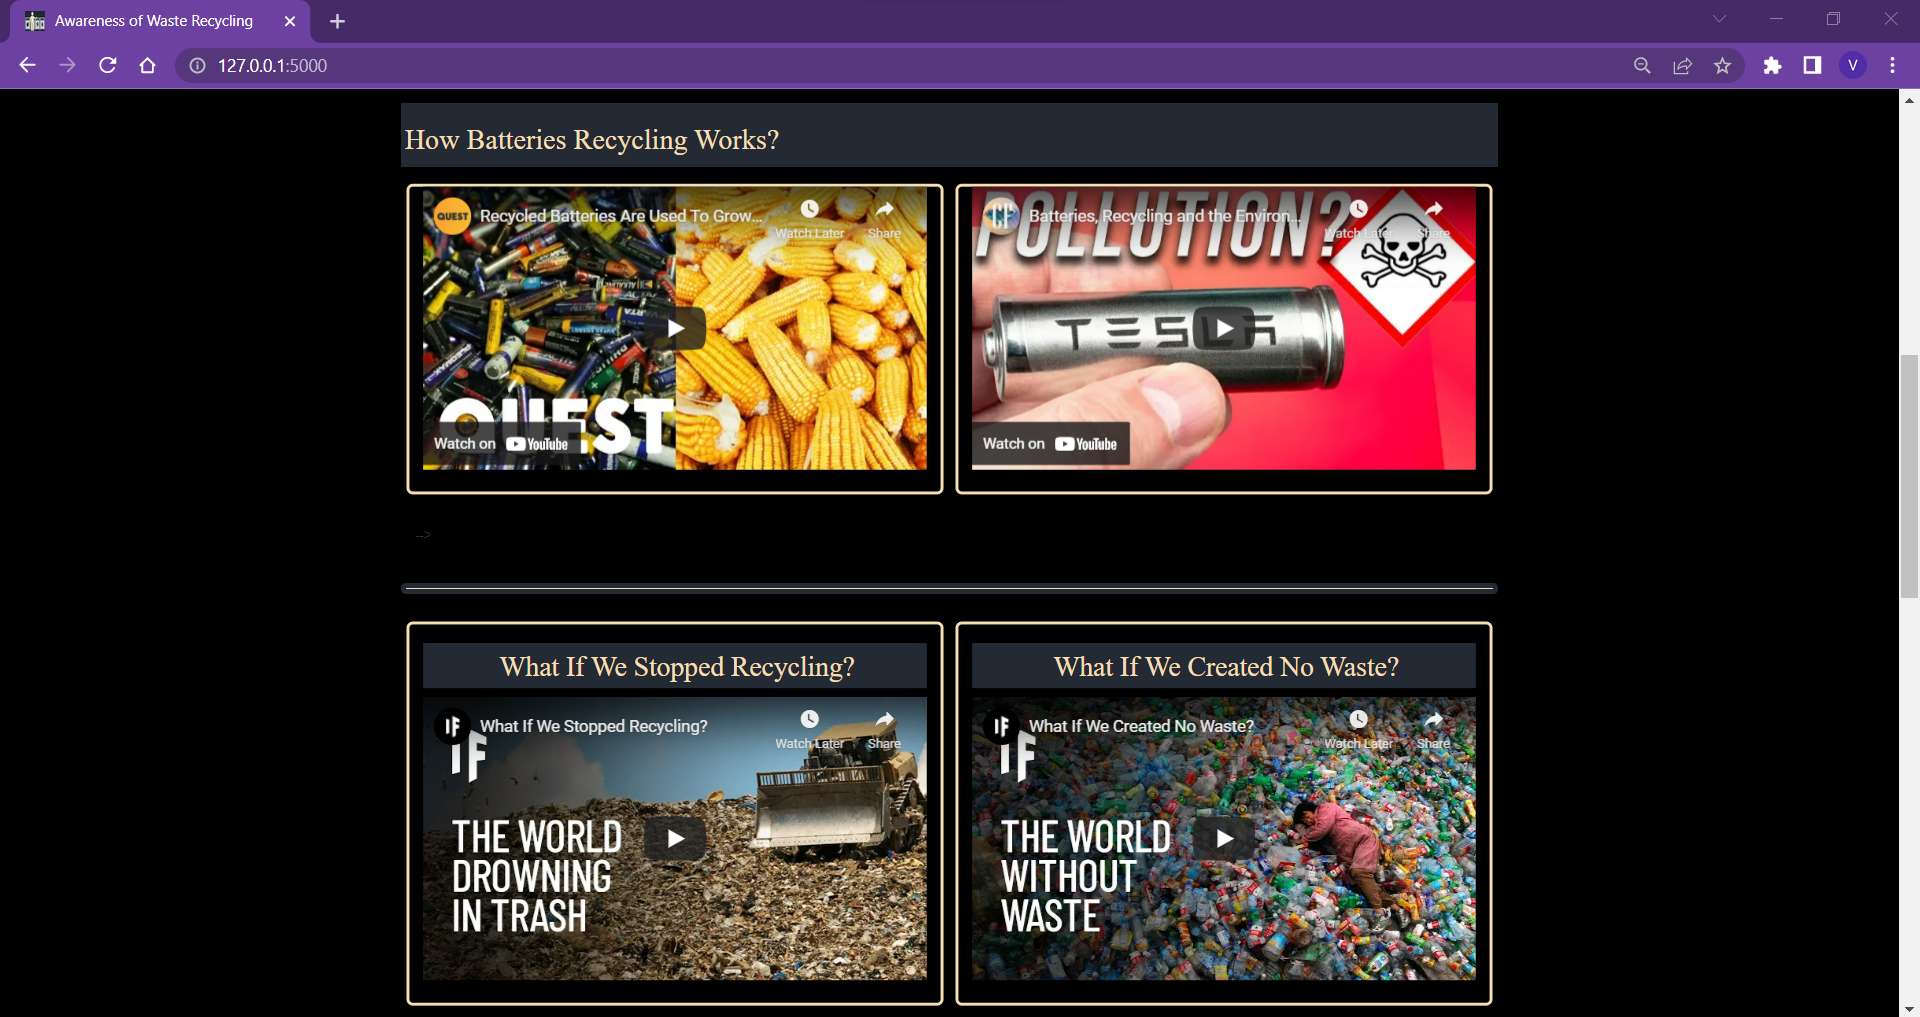 Awareness of Waste Recycling
127.0.0.1:5000
V
How Batteries Recycling Works?
QUEST
Recycled Batteries Are Used To Grow...
Watch Later
Share
QUEST
Watch on YouTube
POLLUTION?
CF
Batteries, Recycling and the Environ...
Watch Later
Share
TESLA
Watch on YouTube
-->
What If We Stopped Recycling?
IF
What If We Stopped Recycling?
Watch Later
Share
IF
THE WORLD
DROWNING
IN TRASH
What If We Created No Waste?
IF
What If We Created No Waste?
Watch Later
Share
IF
THE WORLD
WITHOUT
WASTE